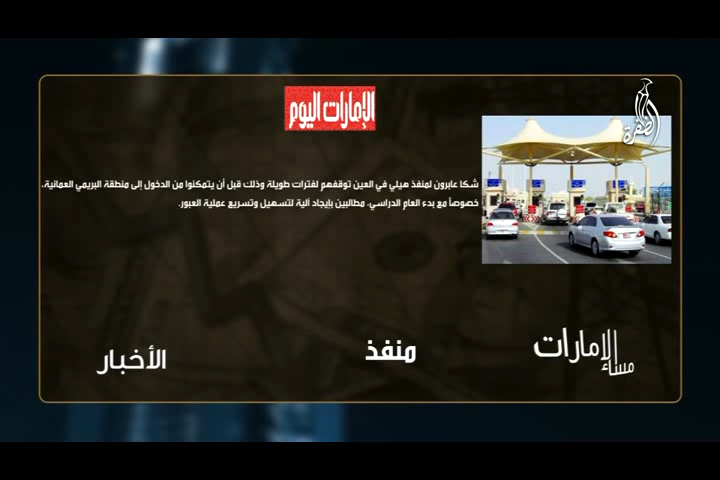 الإمارات اليوم
الظفرة
شكا عابرون لمنفذ هيلي في العين توقفهم لفترات طويلة وذلك قبل أن يتمكنوا من الدخول إلى منطقة البريمي العمانية،
خصوصاً مع بدء العام الدراسي، مطالبين بإيجاد آلية لتسهيل وتسريع عملية العبور.
مساء الإمارات
منفذ
الأخبار